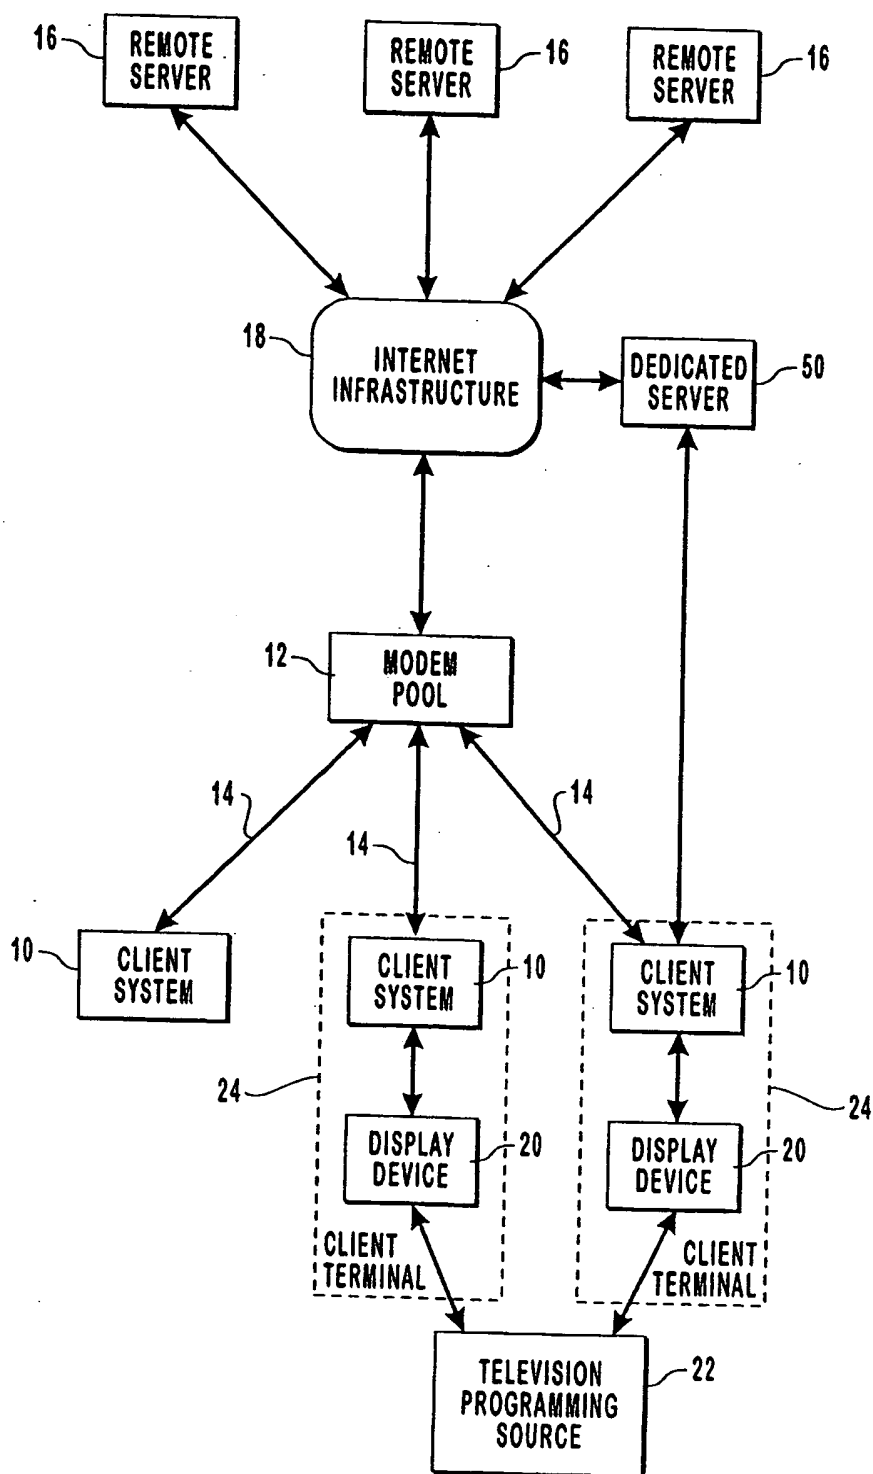 16
REMOTE
SERVER
REMOTE
SERVER
16
REMOTE
SERVER
16
18
INTERNET
INFRASTRUCTURE
DEDICATED
SERVER
50
12
MODEM
POOL
14
14
14
10
CLIENT
SYSTEM
CLIENT
SYSTEM
10
CLIENT
SYSTEM
10
24
DISPLAY
DEVICE
20
DISPLAY
DEVICE
20
24
CLIENT
TERMINAL
CLIENT
TERMINAL
TELEVISION
PROGRAMMING
SOURCE
22